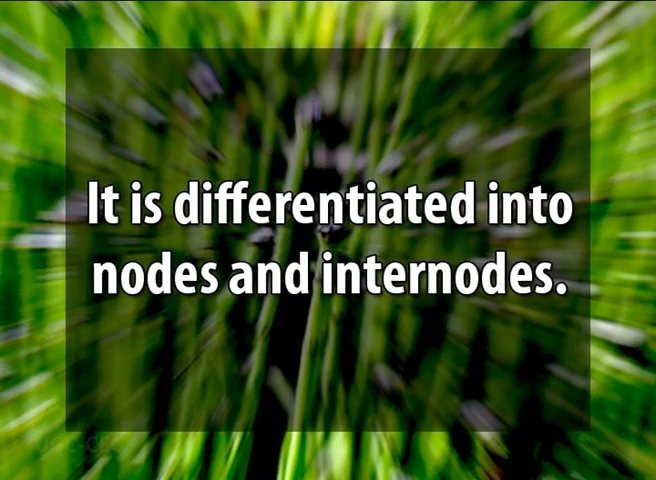 It is differentiated into
nodes and internodes.